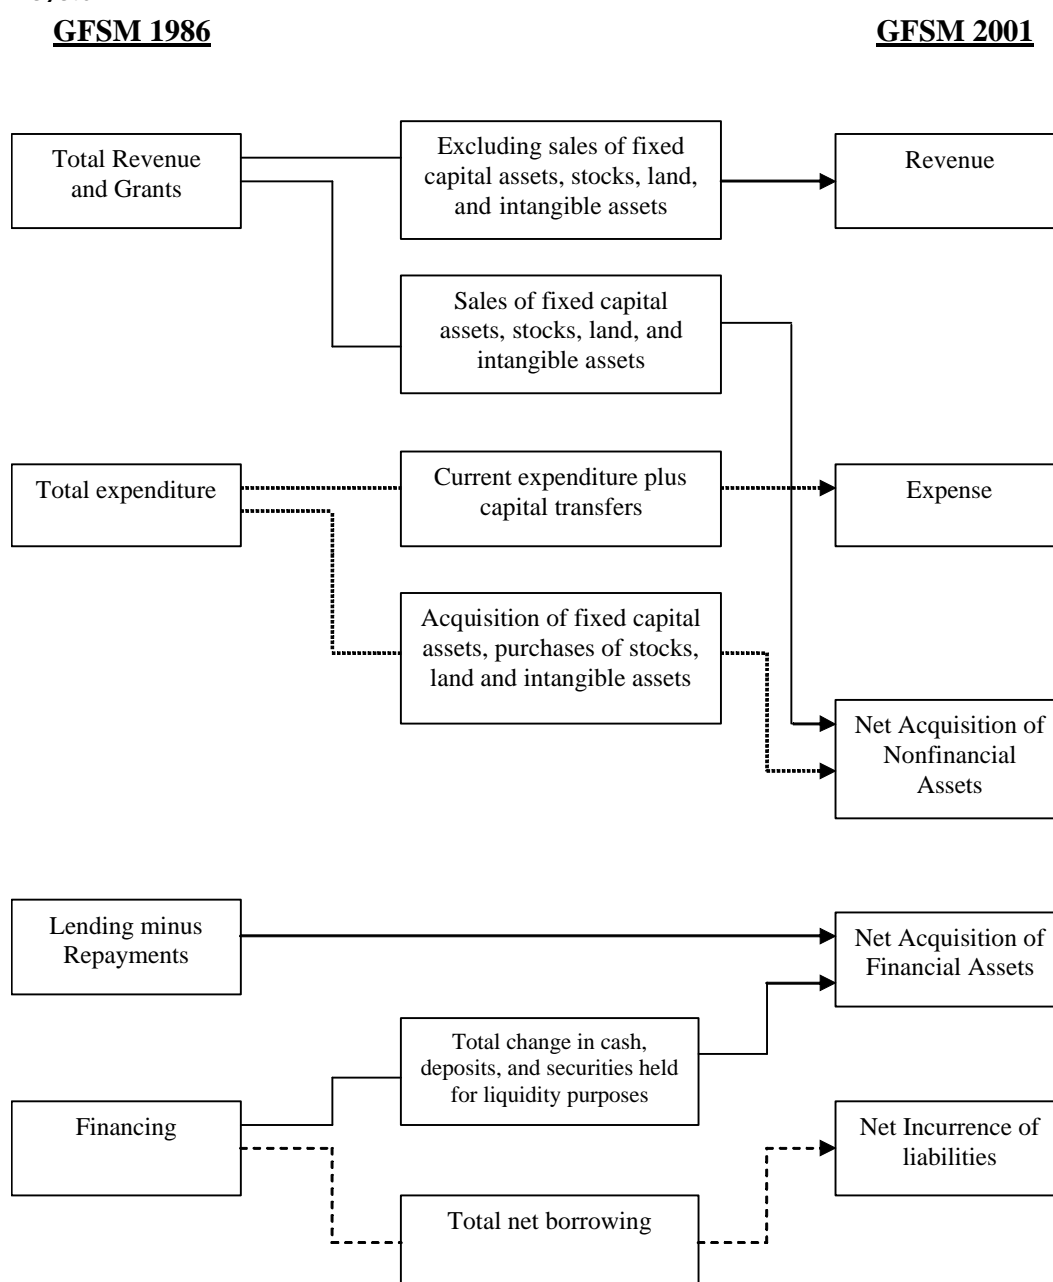 GFSM 1986
GFSM 2001
Total Revenue
and Grants
Excluding sales of fixed
capital assets, stocks, land,
and intangible assets
Revenue
Sales of fixed capital
assets, stocks, land, and
intangible assets
Total expenditure
Current expenditure plus
capital transfers
Expense
Acquisition of fixed capital
assets, purchases of stocks,
land and intangible assets
Net Acquisition of
Nonfinancial
Assets
Lending minus
Repayments
Net Acquisition of
Financial Assets
Total change in cash,
deposits, and securities held
for liquidity purposes
Financing
Net Incurrence of
liabilities
Total net borrowing